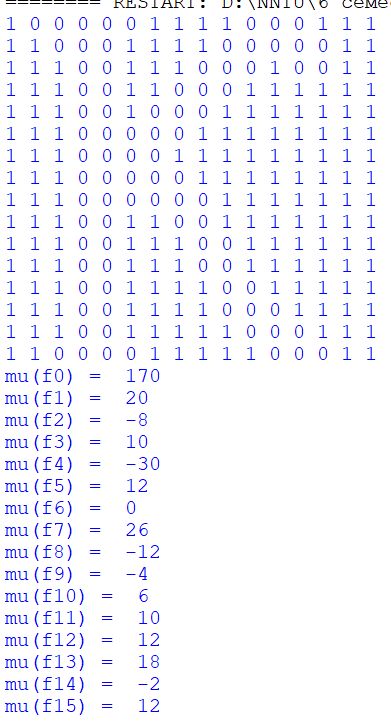 ======== RESTART: D:\NNTU\6 семе
1 0 0 0 0 0 1 1 1 1 0 0 0 1 1 1
1 1 0 0 0 1 1 1 1 0 0 0 0 0 1 1
1 1 1 0 0 1 1 1 0 0 0 1 0 0 1 1
1 1 1 0 0 1 1 0 0 0 1 1 1 1 1 1
1 1 1 0 0 1 0 0 0 1 1 1 1 1 1 1
1 1 1 0 0 0 0 0 1 1 1 1 1 1 1 1
1 1 1 0 0 0 0 1 1 1 1 1 1 1 1 1
1 1 1 0 0 0 0 0 1 1 1 1 1 1 1 1
1 1 1 0 0 0 0 0 0 1 1 1 1 1 1 1
1 1 1 0 0 1 1 0 0 1 1 1 1 1 1 1
1 1 1 0 0 1 1 1 0 0 1 1 1 1 1 1
1 1 1 0 0 1 1 1 0 0 1 1 1 1 1 1
1 1 1 0 0 1 1 1 1 0 0 1 1 1 1 1
1 1 1 0 0 1 1 1 1 0 0 0 1 1 1 1
1 1 1 0 0 1 1 1 1 1 0 0 0 1 1 1
1 1 0 0 0 0 1 1 1 1 1 0 0 0 1 1
mu(f0) =  170
mu(f1) =  20
mu(f2) =  -8
mu(f3) =  10
mu(f4) =  -30
mu(f5) =  12
mu(f6) =  0
mu(f7) =  26
mu(f8) =  -12
mu(f9) =  -4
mu(f10) =  6
mu(f11) =  10
mu(f12) =  12
mu(f13) =  18
mu(f14) =  -2
mu(f15) =  12